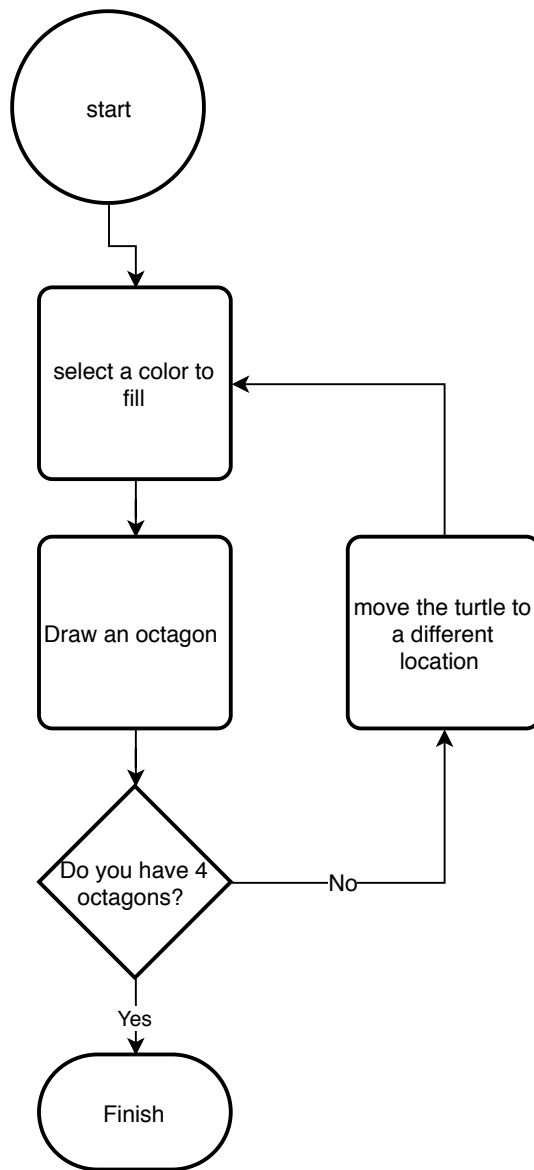 start
select a color to
fill
Draw an octagon
move the turtle to
a different
location
Do you have 4
octagons?
No
Yes
Finish